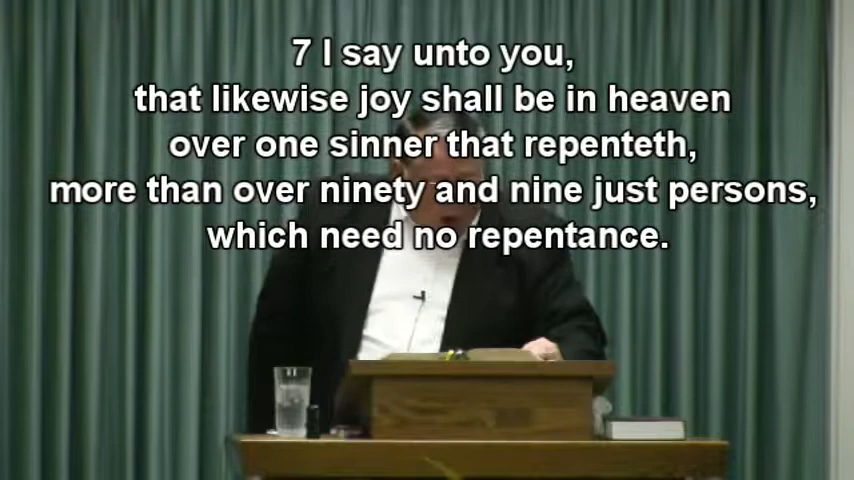 7 I say unto you,
that likewise joy shall be in heaven
over one sinner that repenteth,
more than over ninety and nine just persons,
which need no repentance.